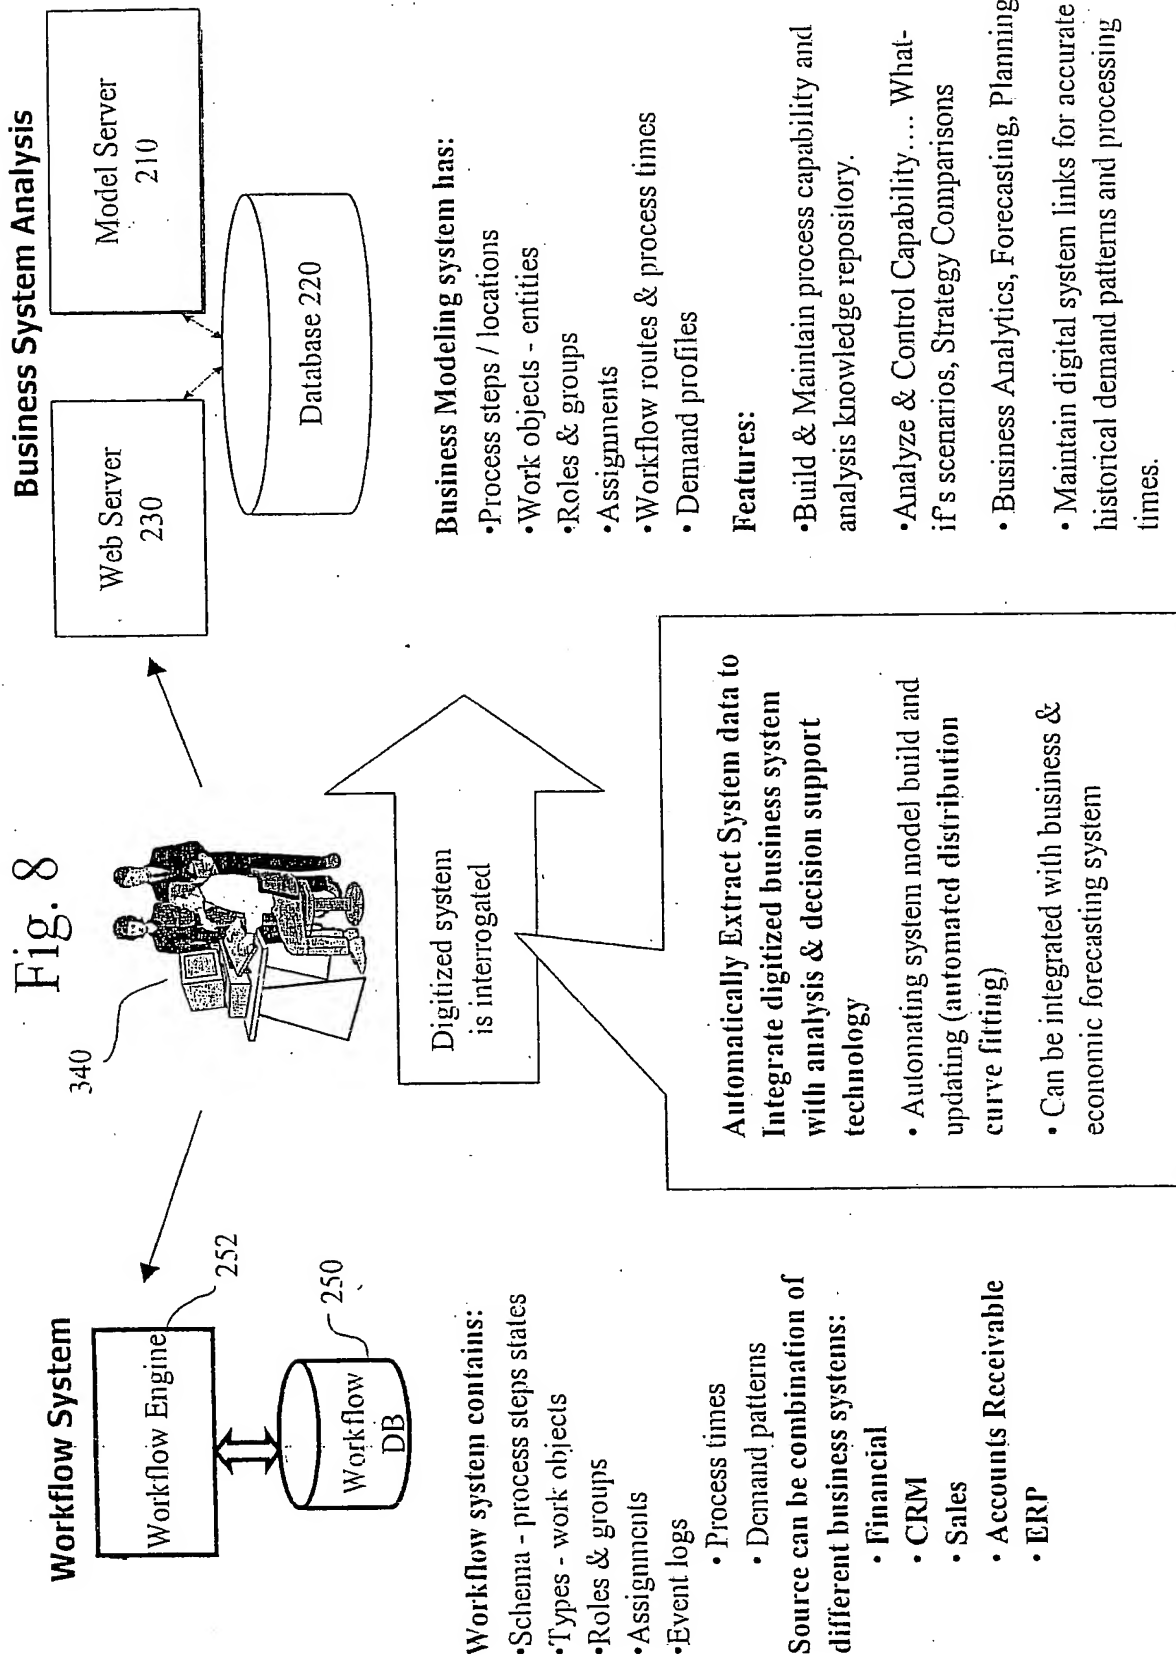 Fig. 8
Workflow System
Workflow Engine
252
Workflow
DB
250
Workflow system contains:
•Schema - process steps states
•Types - work objects
•Roles & groups
•Assignments
•Event logs
• Process times
• Demand patterns
Source can be combination of
different business systems:
• Financial
• CRM
• Sales
• Accounts Receivable
• ERP
340
Digitized system
is interrogated
Automatically Extract System data to
Integrate digitized business system
with analysis & decision support
technology
• Automating system model build and
updating (automated distribution
curve fitting)
• Can be integrated with business &
economic forecasting system
Business System Analysis
Web Server
230
Model Server
210
Database 220
Business Modeling system has:
•Process steps / locations
•Work objects - entities
•Roles & groups
•Assignments
•Workflow routes & process times
• Demand profiles
Features:
•Build & Maintain process capability and
analysis knowledge repository.
•Analyze & Control Capability.... What-
if's scenarios, Strategy Comparisons
• Business Analytics, Forecasting, Planning
• Maintain digital system links for accurate
historical demand patterns and processing
times.